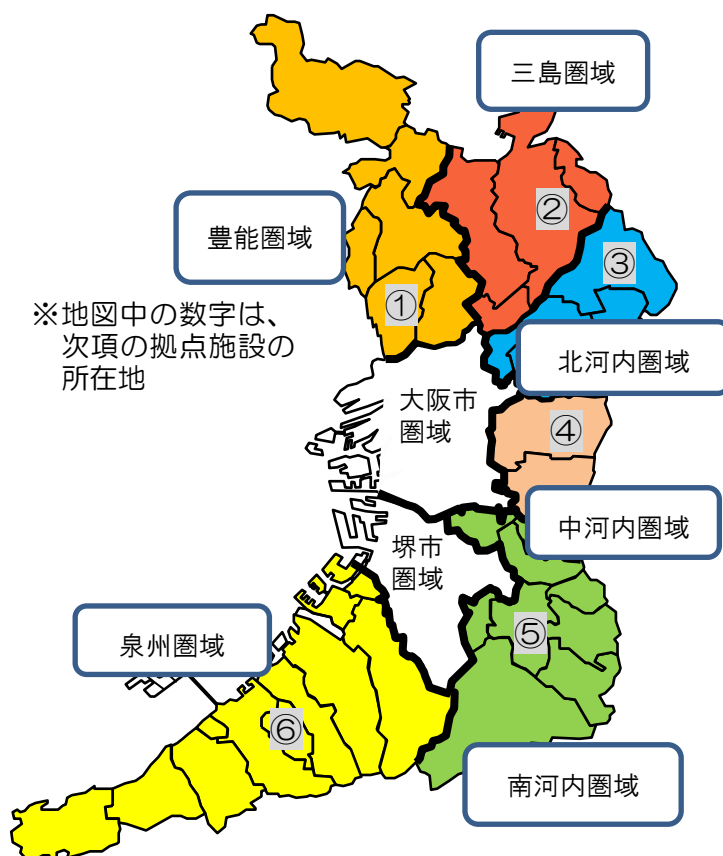 三島圏域
②
豊能圏域
③
①
※地図中の数字は、
次項の拠点施設の
所在地
北河内圏域
大阪市
圏域
④
中河内圏域
堺市
圏域
泉州圏域
⑤
⑥
南河内圏域